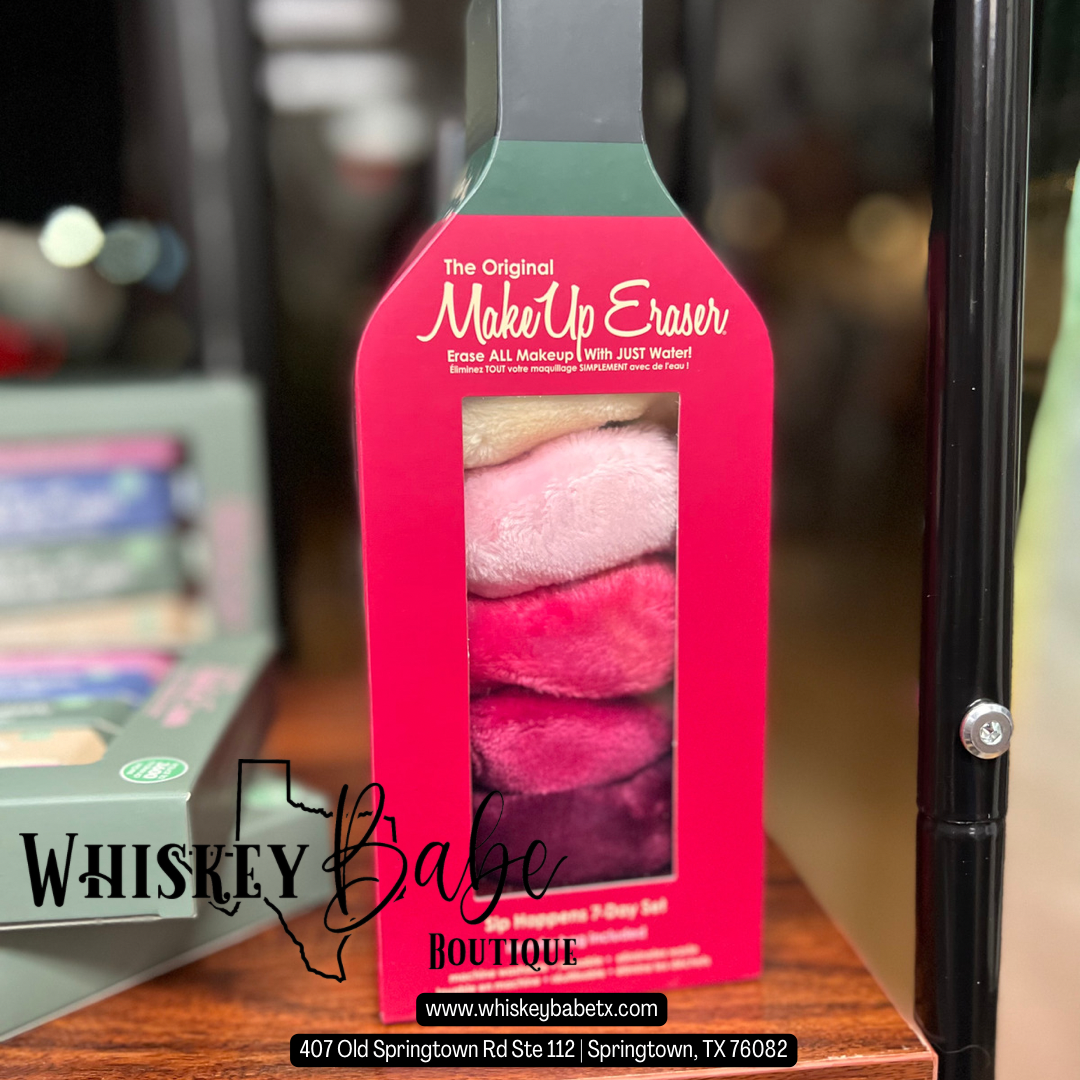 The Original
MakeUp Eraser
Erase ALL Makeup With JUST Water!
Éliminez TOUT votre maquillage SIMPLEMENT avec de l'eau !
WHISKEY Babe
BOUTIQUE
Sip Happens 7-Day Set
Included
www.whiskeybabetx.com
407 Old Springtown Rd Ste 112 | Springtown, TX 76082